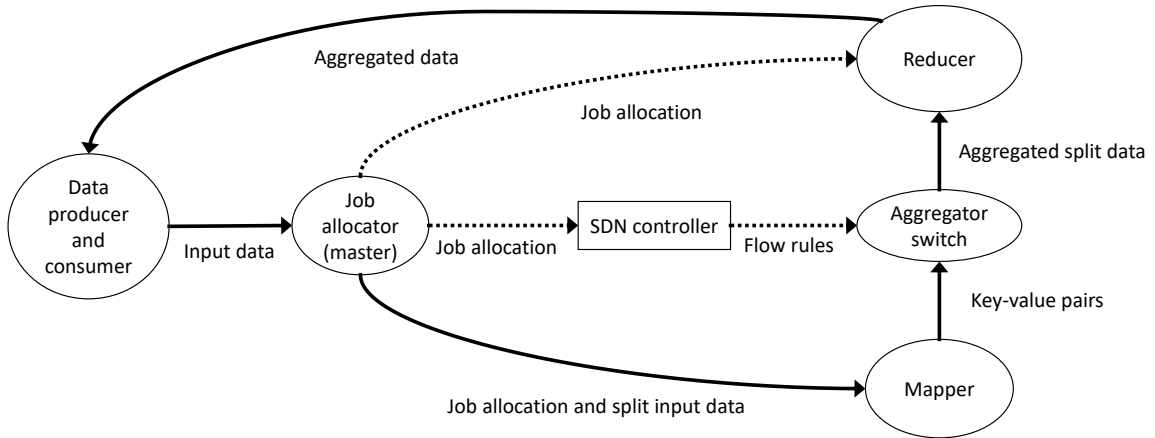 Aggregated data
Reducer
Job allocation
Aggregated split data
Data
producer
and
consumer
Input data
Job
allocator
(master)
Job allocation
SDN controller
Flow rules
Aggregator
switch
Key-value pairs
Mapper
Job allocation and split input data